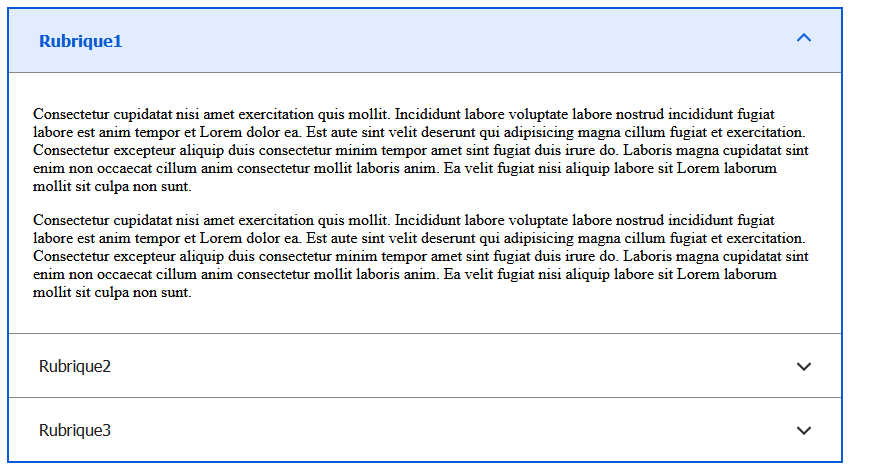 Rubrique1
Consectetur cupidatat nisi amet exercitation quis mollit. Incididunt labore voluptate labore nostrud incididunt fugiat
labore est anim tempor et Lorem dolor ea. Est aute sint velit deserunt qui adipisicing magna cillum fugiat et exercitation.
Consectetur excepteur aliquip duis consectetur minim tempor amet sint fugiat duis irure do. Laboris magna cupidatat sint
enim non occaecat cillum anim consectetur mollit laboris anim. Ea velit fugiat nisi aliquip labore sit Lorem laborum
mollit sit culpa non sunt.
Consectetur cupidatat nisi amet exercitation quis mollit. Incididunt labore voluptate labore nostrud incididunt fugiat
labore est anim tempor et Lorem dolor ea. Est aute sint velit deserunt qui adipisicing magna cillum fugiat et exercitation.
Consectetur excepteur aliquip duis consectetur minim tempor amet sint fugiat duis irure do. Laboris magna cupidatat sint
enim non occaecat cillum anim consectetur mollit laboris anim. Ea velit fugiat nisi aliquip labore sit Lorem laborum
mollit sit culpa non sunt.
Rubrique2
Rubrique3